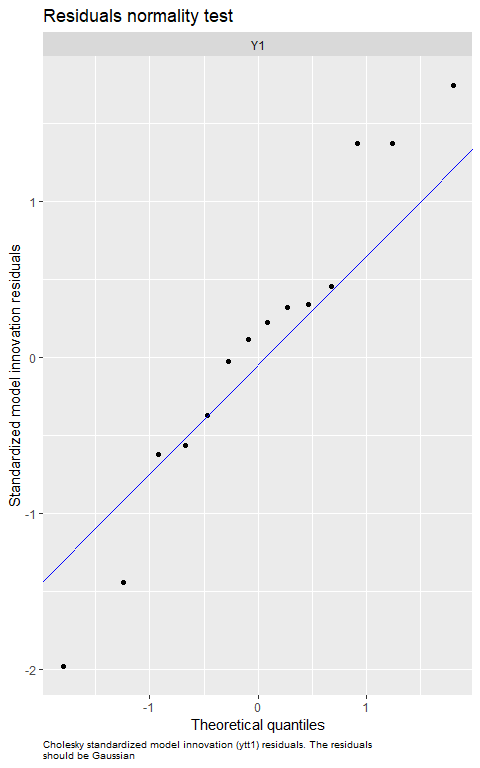 Residuals normality test
Y1
Standardized model innovation residuals
1
0
-1
-2
-1
0
1
Theoretical quantiles
Cholesky standardized model innovation (ytt1) residuals. The residuals
should be Gaussian